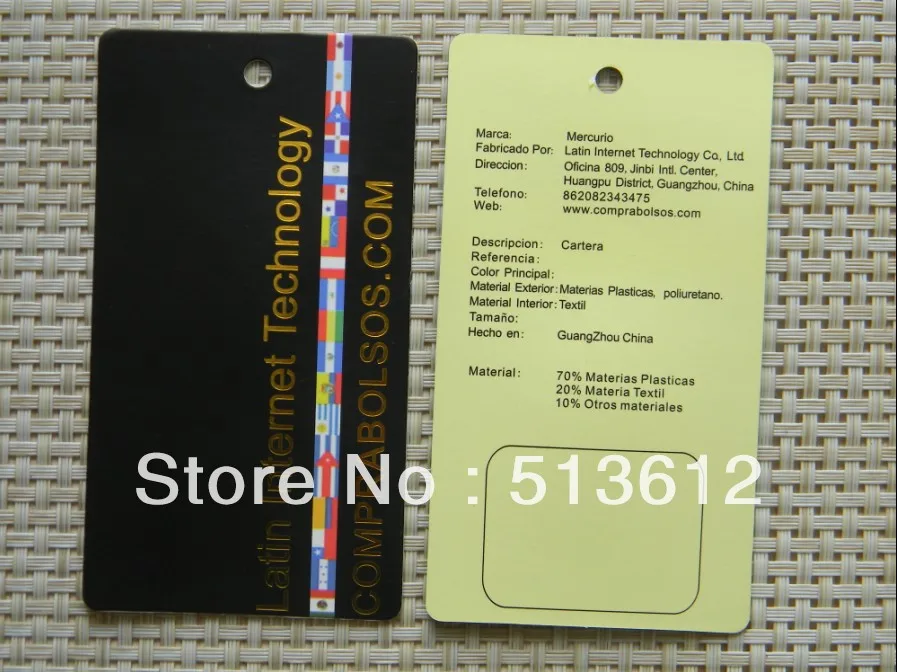 Latin Internet Technology
COMPRABOLSOS.COM
Marca: Mercurio
Fabricado Por: Latin Internet Technology Co., Ltd
Direccion: Oficina 809, Jinbi Intl. Center,
Huangpu District, Guangzhou, China
Telefono: 862082343475
Web: www.comprabolsos.com
Descripcion: Cartera
Referencia:
Color Principal:
Material Exterior: Materias Plasticas, poliuretano.
Material Interior: Textil
Tamaño:
Hecho en: GuangZhou China
Material: 70% Materias Plasticas
20% Materia Textil
10% Otros materiales
Store No : 513612